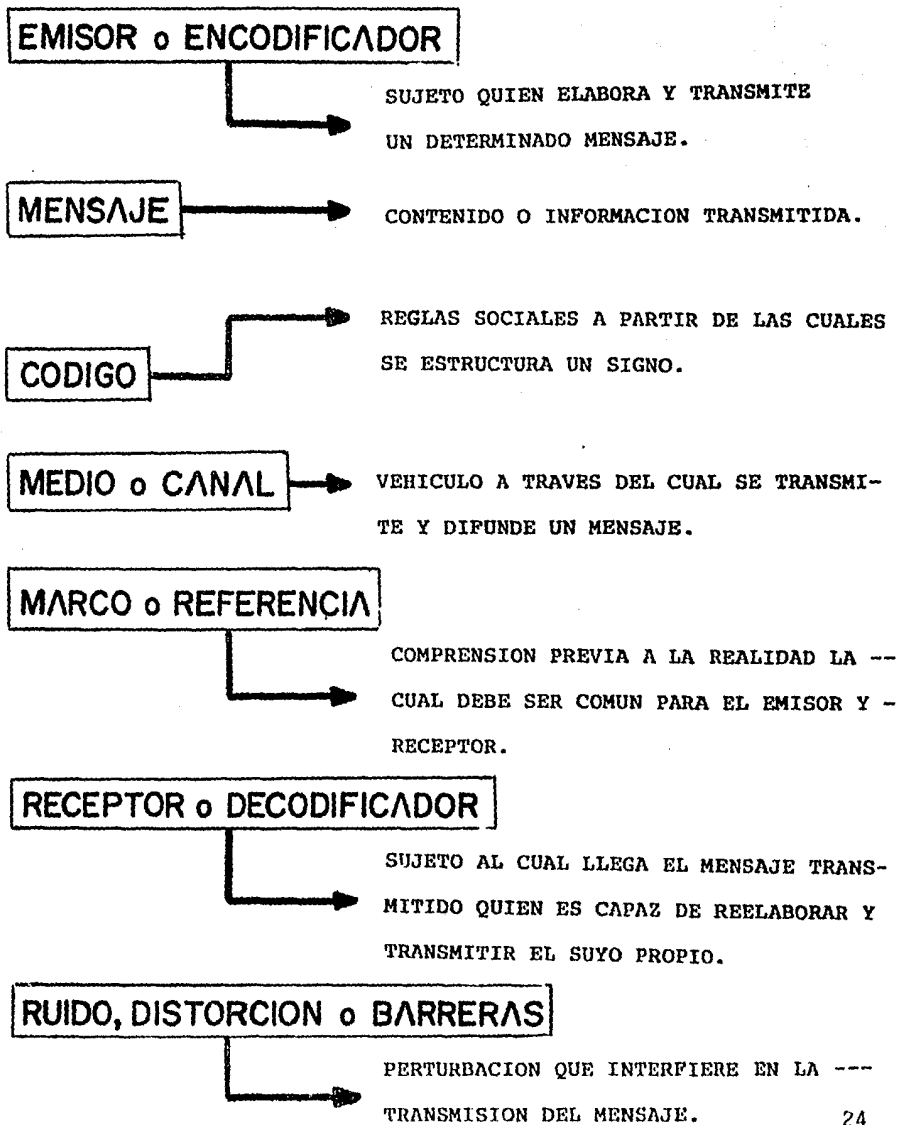 EMISOR o ENCODIFICADOR
SUJETO QUIEN ELABORA Y TRANSMITE
UN DETERMINADO MENSAJE.
MENSAJE
CONTENIDO O INFORMACION TRANSMITIDA.
REGLAS SOCIALES A PARTIR DE LAS CUALES
SE ESTRUCTURA UN SIGNO.
CODIGO
MEDIO o CANAL
VEHICULO A TRAVES DEL CUAL SE TRANSMI-
TE Y DIFUNDE UN MENSAJE.
MARCO o REFERENCIA
COMPRENSION PREVIA A LA REALIDAD LA --
CUAL DEBE SER COMUN PARA EL EMISOR Y -
RECEPTOR.
RECEPTOR o DECODIFICADOR
SUJETO AL CUAL LLEGA EL MENSAJE TRANS-
MITIDO QUIEN ES CAPAZ DE REELABORAR Y
TRANSMITIR EL SUYO PROPIO.
RUIDO, DISTORCION o BARRERAS
PERTURBACION QUE INTERFIERE EN LA ---
TRANSMISION DEL MENSAJE.
24